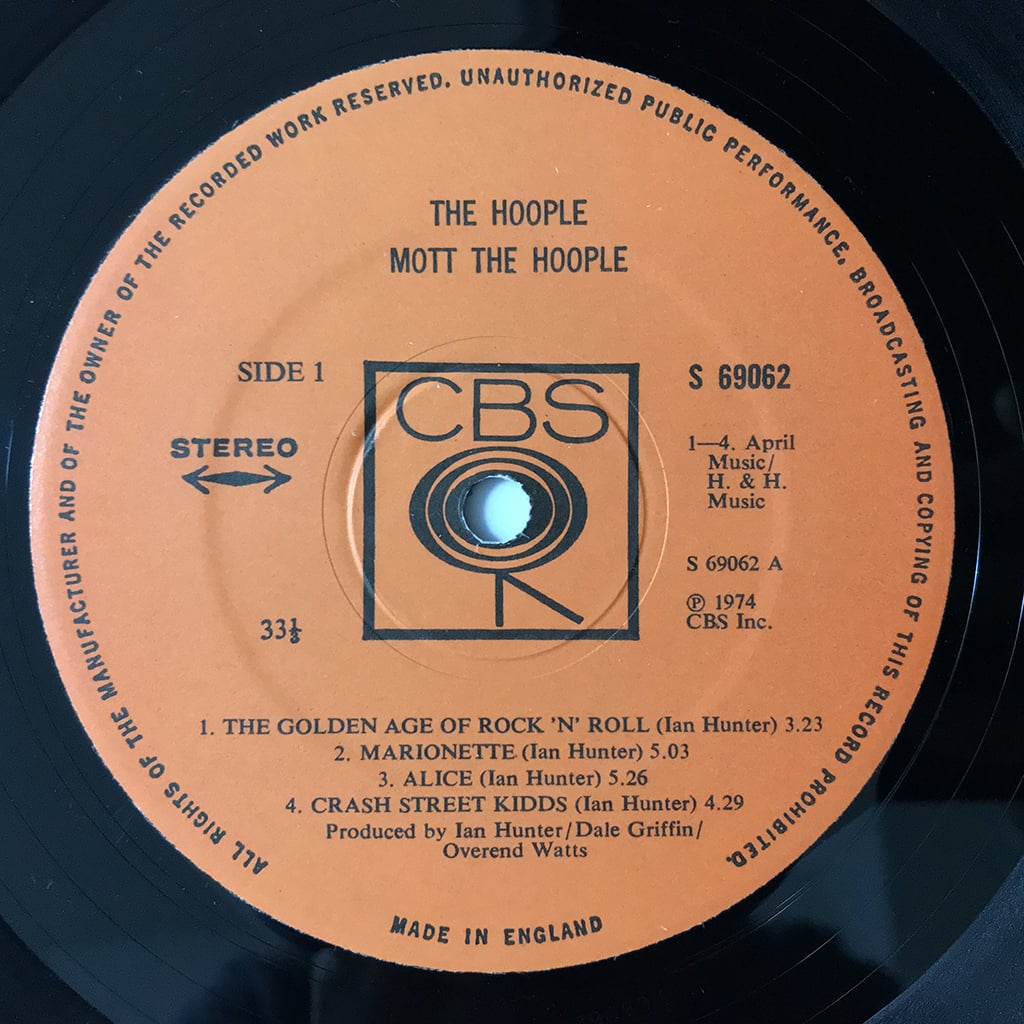 ALL RIGHTS OF THE MANUFACTURER AND OF THE OWNER OF THE RECORDED WORK RESERVED. UNAUTHORIZED PUBLIC PERFORMANCE, BROADCASTING AND COPYING OF THIS RECORD PROHIBITED.
THE HOOPLE
MOTT THE HOOPLE
SIDE 1
STEREO
33⅓
CBS
S 69062
1—4. April
Music/
H. & H.
Music
S 69062 A
℗ 1974
CBS Inc.
1. THE GOLDEN AGE OF ROCK 'N' ROLL (Ian Hunter) 3.23
2. MARIONETTE (Ian Hunter) 5.03
3. ALICE (Ian Hunter) 5.26
4. CRASH STREET KIDDS (Ian Hunter) 4.29
Produced by Ian Hunter/Dale Griffin/
Overend Watts
MADE IN ENGLAND